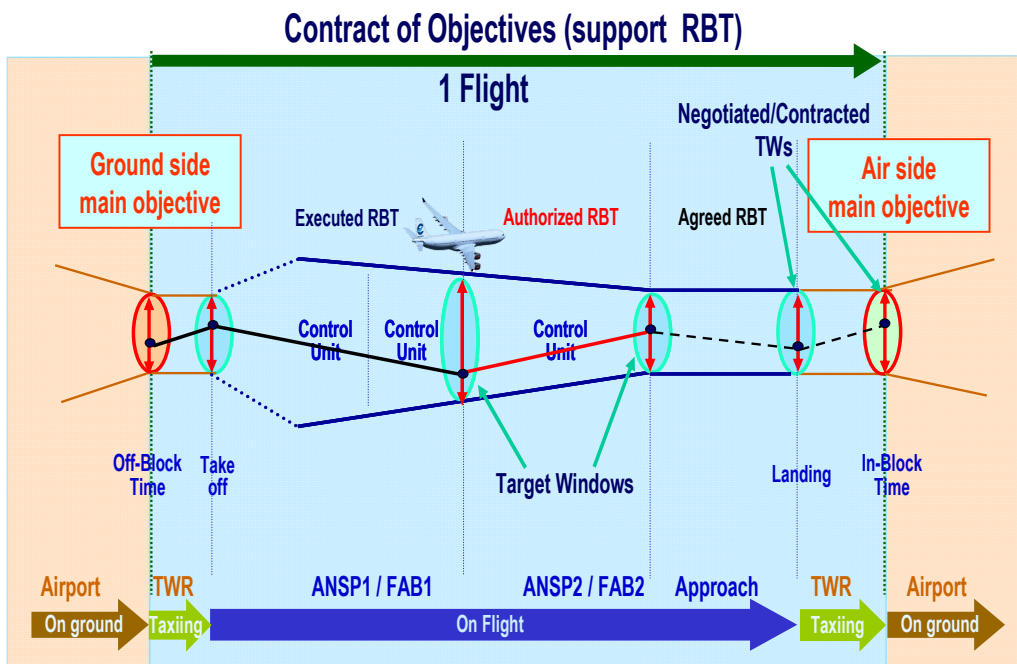 Contract of Objectives (support RBT)
1 Flight
Negotiated/Contracted
TWs
Ground side
main objective
Air side
main objective
Executed RBT
Authorized RBT
Agreed RBT
Control
Unit
Control
Unit
Control
Unit
Off-Block
Time
Take
off
Target Windows
Landing
In-Block
Time
Airport
TWR
ANSP1 / FAB1
ANSP2 / FAB2
Approach
TWR
Airport
On ground
Taxiing
On Flight
Taxiing
On ground